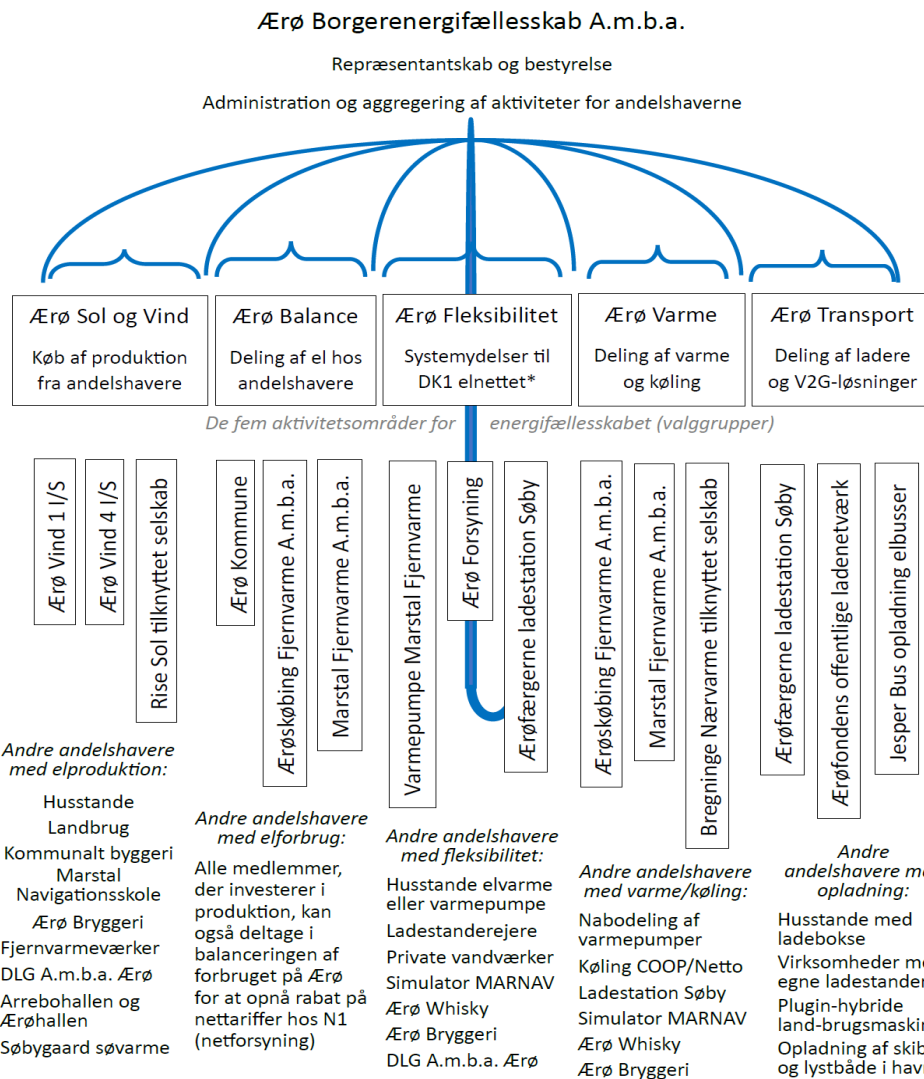 Ærø Borgerenergifællesskab A.m.b.a.
Repræsentantskab og bestyrelse
Administration og aggregering af aktiviteter for andelshaverne
Ærø Sol og Vind
Køb af produktion
fra andelshavere
Ærø Balance
Deling af el hos
andelshavere
Ærø Fleksibilitet
Systemydelser til
DK1 elnettet*
Ærø Varme
Deling af varme
og køling
Ærø Transport
Deling af ladere
og V2G-løsninger
De fem aktivitetsområder for energifællesskabet (valggrupper)
Ærø Vind 1 I/S
Ærø Vind 4 I/S
Rise Sol tilknyttet selskab
Ærø Kommune
Ærøskøbing Fjernvarme A.m.b.a.
Marstal Fjernvarme A.m.b.a.
Varmepumpe Marstal Fjernvarme
Ærø Forsyning
Ærøfærgerne ladestation Søby
Ærøskøbing Fjernvarme A.m.b.a.
Marstal Fjernvarme A.m.b.a.
Bregninge Nærvarme tilknyttet selskab
Ærøfærgerne ladestation Søby
Ærøfondens offentlige ladenetværk
Jesper Bus opladning elbusser
Andre andelshavere
med elproduktion:
Husstande
Landbrug
Kommunalt byggeri
Marstal
Navigationsskole
Ærø Bryggeri
Fjernvarmeværker
DLG A.m.b.a. Ærø
Arrebohallen og
Ærøhallen
Søbygaard søvarme
Andre andelshavere
med elforbrug:
Alle medlemmer,
der investerer i
produktion, kan
også deltage i
balanceringen af
forbruget på Ærø
for at opnå rabat på
nettariffer hos N1
(netforsyning)
Andre andelshavere
med fleksibilitet:
Husstande elvarme
eller varmepumpe
Ladestanderejere
Private vandværker
Simulator MARNAV
Ærø Whisky
Ærø Bryggeri
DLG A.m.b.a. Ærø
Andre andelshavere
med varme/køling:
Nabodeling af
varmepumper
Køling COOP/Netto
Ladestation Søby
Simulator MARNAV
Ærø Whisky
Ærø Bryggeri
Andre
andelshavere
opladning:
Husstande med
ladebokse
Virksomheder
egne
Plugin-hybride
Opladning af
og lystbåde i